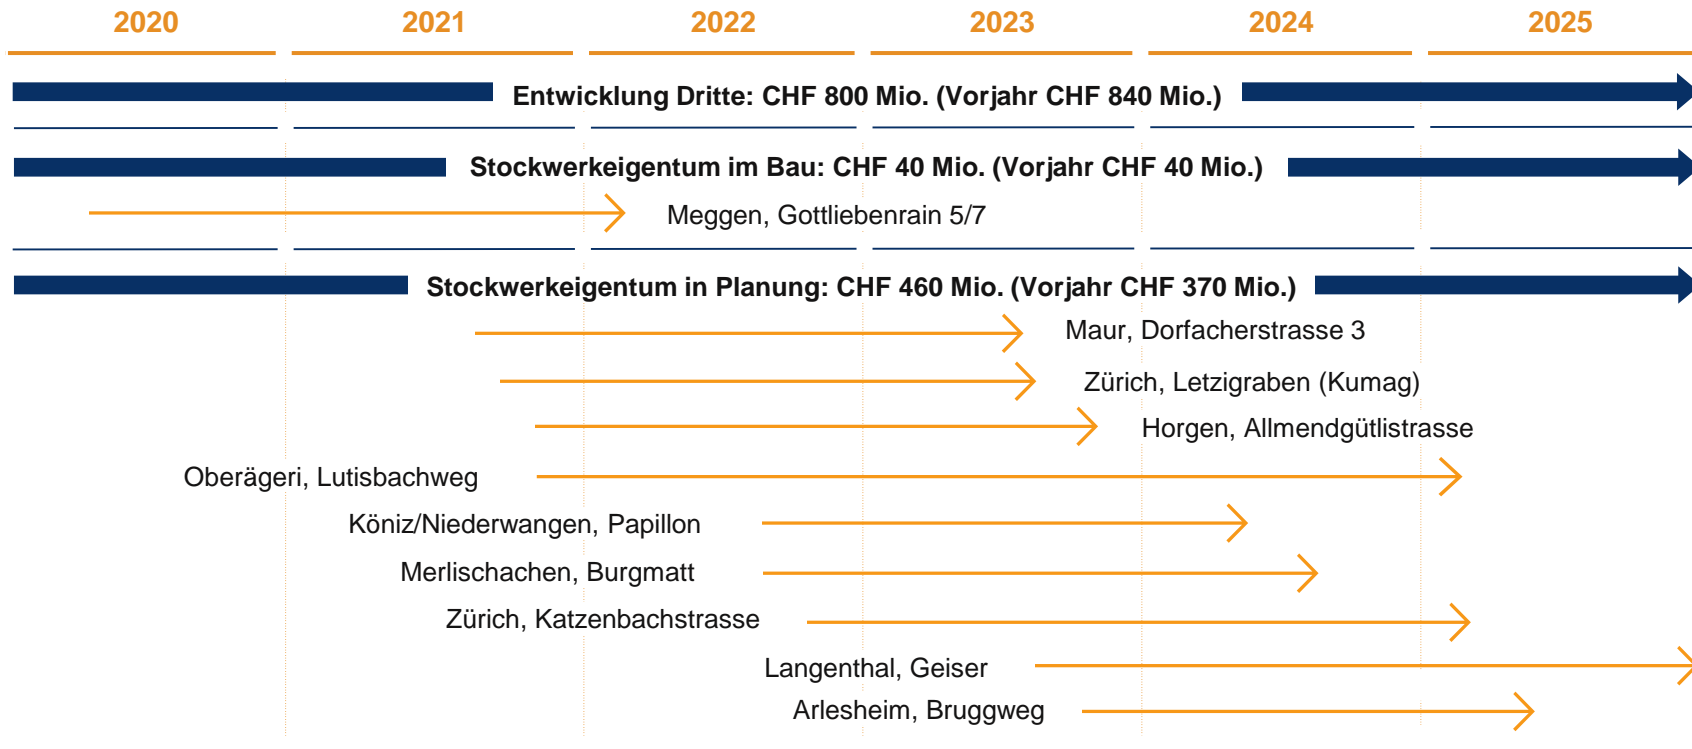 2020 2021 2022 2023 2024 2025
Entwicklung Dritte: CHF 800 Mio. (Vorjahr CHF 840 Mio.)
Stockwerkeigentum im Bau: CHF 40 Mio. (Vorjahr CHF 40 Mio.)
Meggen, Gottliebenrain 5/7
Stockwerkeigentum in Planung: CHF 460 Mio. (Vorjahr CHF 370 Mio.)
Maur, Dorfacherstrasse 3
Zürich, Letzigraben (Kumag)
Horgen, Allmendgütlistrasse
Oberägeri, Lutisbachweg
Köniz/Niederwangen, Papillon
Merlischachen, Burgmatt
Zürich, Katzenbachstrasse
Langenthal, Geiser
Arlesheim, Bruggweg